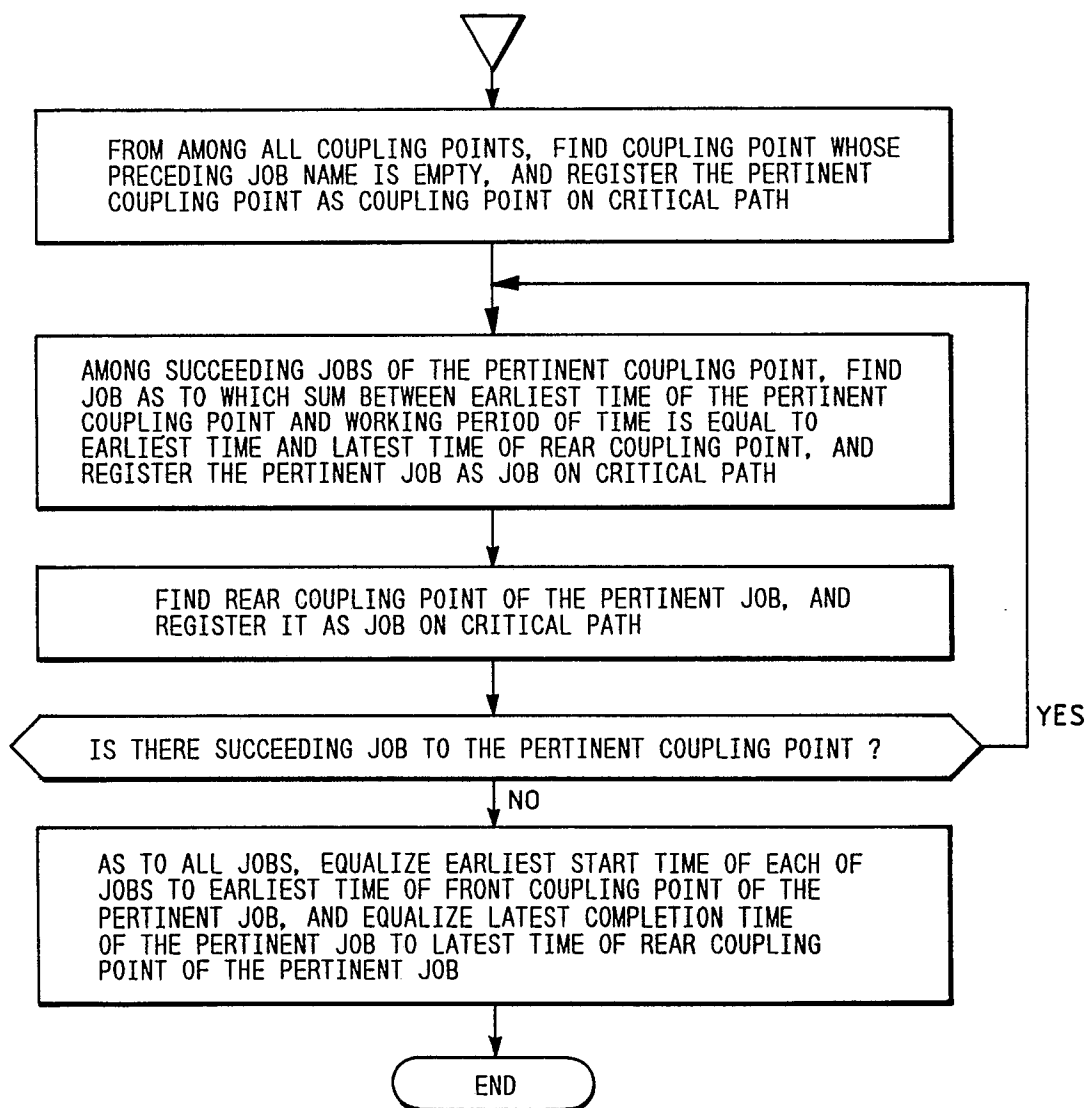 FROM AMONG ALL COUPLING POINTS, FIND COUPLING POINT WHOSE
PRECEDING JOB NAME IS EMPTY, AND REGISTER THE PERTINENT
COUPLING POINT AS COUPLING POINT ON CRITICAL PATH
AMONG SUCCEEDING JOBS OF THE PERTINENT COUPLING POINT, FIND
JOB AS TO WHICH SUM BETWEEN EARLIEST TIME OF THE PERTINENT
COUPLING POINT AND WORKING PERIOD OF TIME IS EQUAL TO
EARLIEST TIME AND LATEST TIME OF REAR COUPLING POINT, AND
REGISTER THE PERTINENT JOB AS JOB ON CRITICAL PATH
FIND REAR COUPLING POINT OF THE PERTINENT JOB, AND
REGISTER IT AS JOB ON CRITICAL PATH
YES
IS THERE SUCCEEDING JOB TO THE PERTINENT COUPLING POINT ?
NO
AS TO ALL JOBS, EQUALIZE EARLIEST START TIME OF EACH OF
JOBS TO EARLIEST TIME OF FRONT COUPLING POINT OF THE
PERTINENT JOB, AND EQUALIZE LATEST COMPLETION TIME
OF THE PERTINENT JOB TO LATEST TIME OF REAR COUPLING
POINT OF THE PERTINENT JOB
END